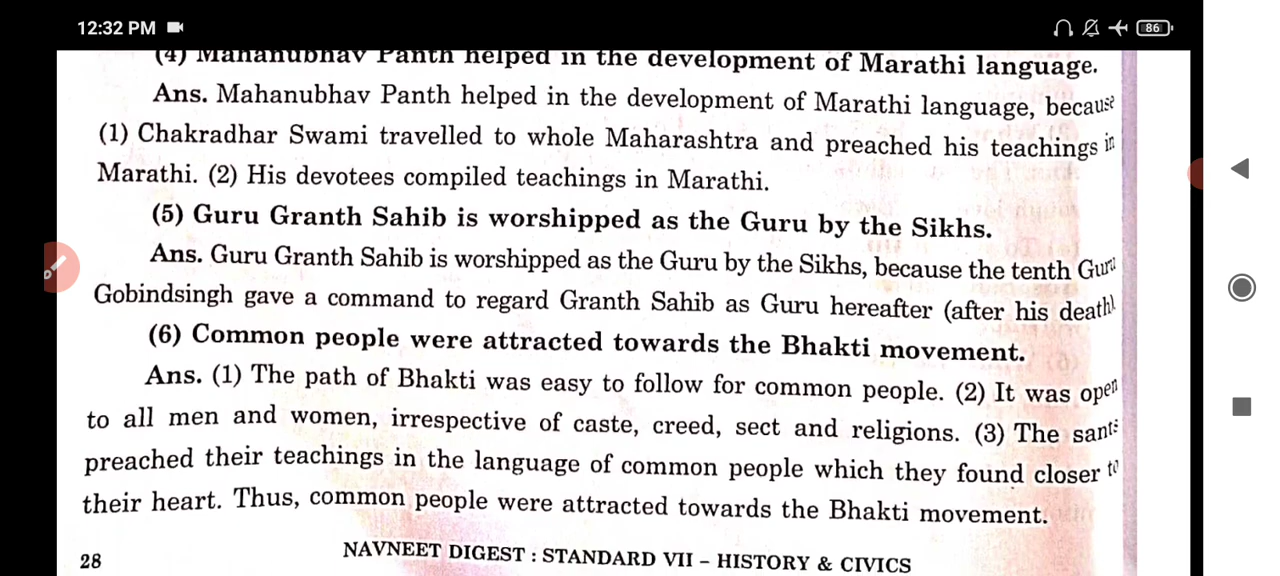 12:32 PM
86
(4) Mahanubhav Panth helped in the development of Marathi language.
Ans. Mahanubhav Panth helped in the development of Marathi language, because
(1) Chakradhar Swami travelled to whole Maharashtra and preached his teachings in
Marathi. (2) His devotees compiled teachings in Marathi.
(5) Guru Granth Sahib is worshipped as the Guru by the Sikhs.
Ans. Guru Granth Sahib is worshipped as the Guru by the Sikhs, because the tenth Guru
Gobindsingh gave a command to regard Granth Sahib as Guru hereafter (after his death)
(6) Common people were attracted towards the Bhakti movement.
Ans. (1) The path of Bhakti was easy to follow for common people. (2) It was open
to all men and women, irrespective of caste, creed, sect and religions. (3) The sants
preached their teachings in the language of common people which they found closer to
their heart. Thus, common people were attracted towards the Bhakti movement.
28
NAVNEET DIGEST : STANDARD VII – HISTORY & CIVICS